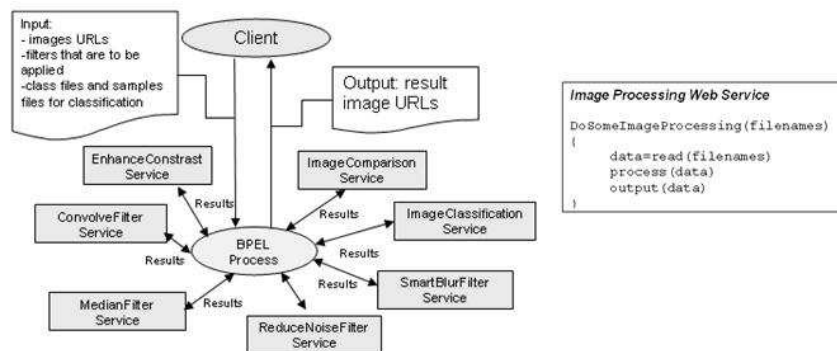 Input:
- images URLs
-filters that are to be
applied
-class files and samples
files for classification
Client
Output: result
image URLs
EnhanceConstrast
Service
ImageComparison
Service
Results
Results
ConvolveFilter
Service
ImageClassification
Service
Results
BPEL
Process
Results
Results
Results
MedianFilter
Service
SmartBlurFilter
Service
ReduceNoiseFilter
Service
Image Processing Web Service
DoSomeImageProcessing(filenames)
{
data=read(filenames)
process(data)
output(data)
}